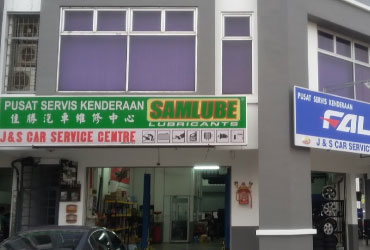 PUSAT SERVIS KENDERAAN
佳勝汽車維修中心
SAMLUBE
LUBRICANTS
J&S CAR SERVICE CENTRE
PUSAT SERVIS KENDERAAN
FAL
J & S CAR SERVICE